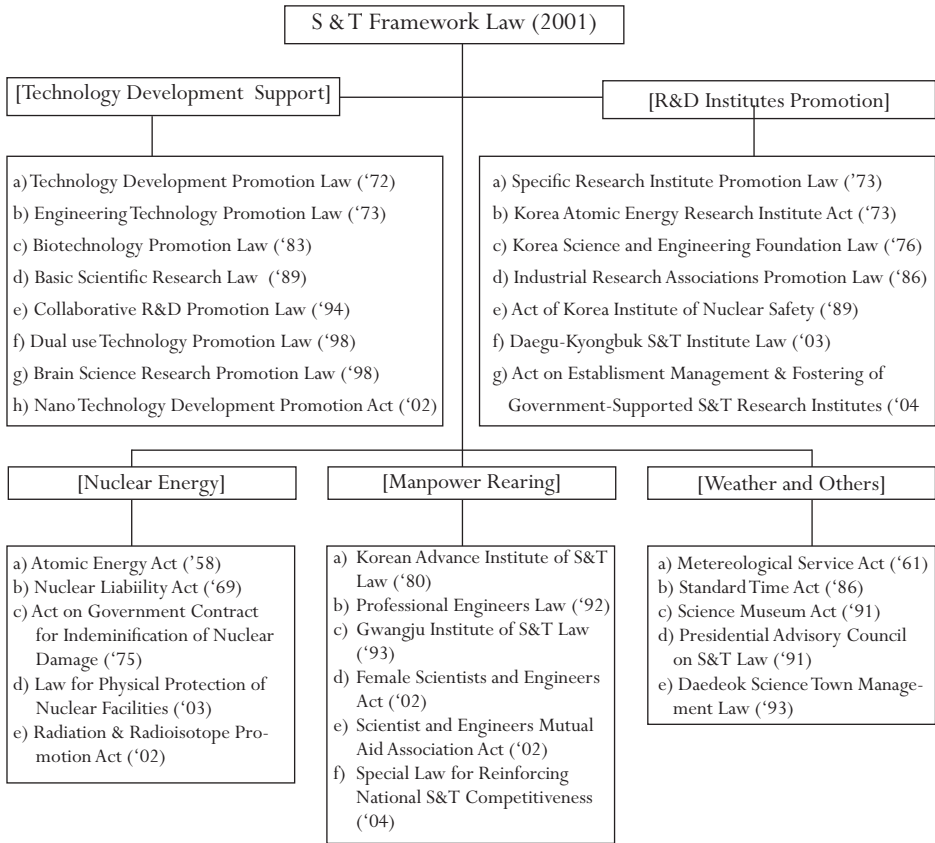 S & T Framework Law (2001)
[Technology Development Support]
[R&D Institutes Promotion]
a) Technology Development Promotion Law (‘72)
b) Engineering Technology Promotion Law (‘73)
c) Biotechnology Promotion Law (‘83)
d) Basic Scientific Research Law (‘89)
e) Collaborative R&D Promotion Law (‘94)
f) Dual use Technology Promotion Law (‘98)
g) Brain Science Research Promotion Law (‘98)
h) Nano Technology Development Promotion Act (‘02)
a) Specific Research Institute Promotion Law (’73)
b) Korea Atomic Energy Research Institute Act (‘73)
c) Korea Science and Engineering Foundation Law (‘76)
d) Industrial Research Associations Promotion Law (‘86)
e) Act of Korea Institute of Nuclear Safety (‘89)
f) Daegu-Kyongbuk S&T Institute Law (‘03)
g) Act on Establisment Management & Fostering of
Government-Supported S&T Research Institutes (‘04
[Nuclear Energy]
[Manpower Rearing]
[Weather and Others]
a) Atomic Energy Act (‘58)
b) Nuclear Liabiility Act (‘69)
c) Act on Government Contract
for Indeminification of Nuclear
Damage (‘75)
d) Law for Physical Protection of
Nuclear Facilities (‘03)
e) Radiation & Radioisotope Pro-
motion Act (‘02)
a) Korean Advance Institute of S&T
Law (‘80)
b) Professional Engineers Law (‘92)
c) Gwangju Institute of S&T Law
(‘93)
d) Female Scientists and Engineers
Act (‘02)
e) Scientist and Engineers Mutual
Aid Association Act (‘02)
f) Special Law for Reinforcing
National S&T Competitiveness
(‘04)
a) Metereological Service Act (‘61)
b) Standard Time Act (‘86)
c) Science Museum Act (‘91)
d) Presidential Advisory Council
on S&T Law (‘91)
e) Daedeok Science Town Manage-
ment Law (‘93)